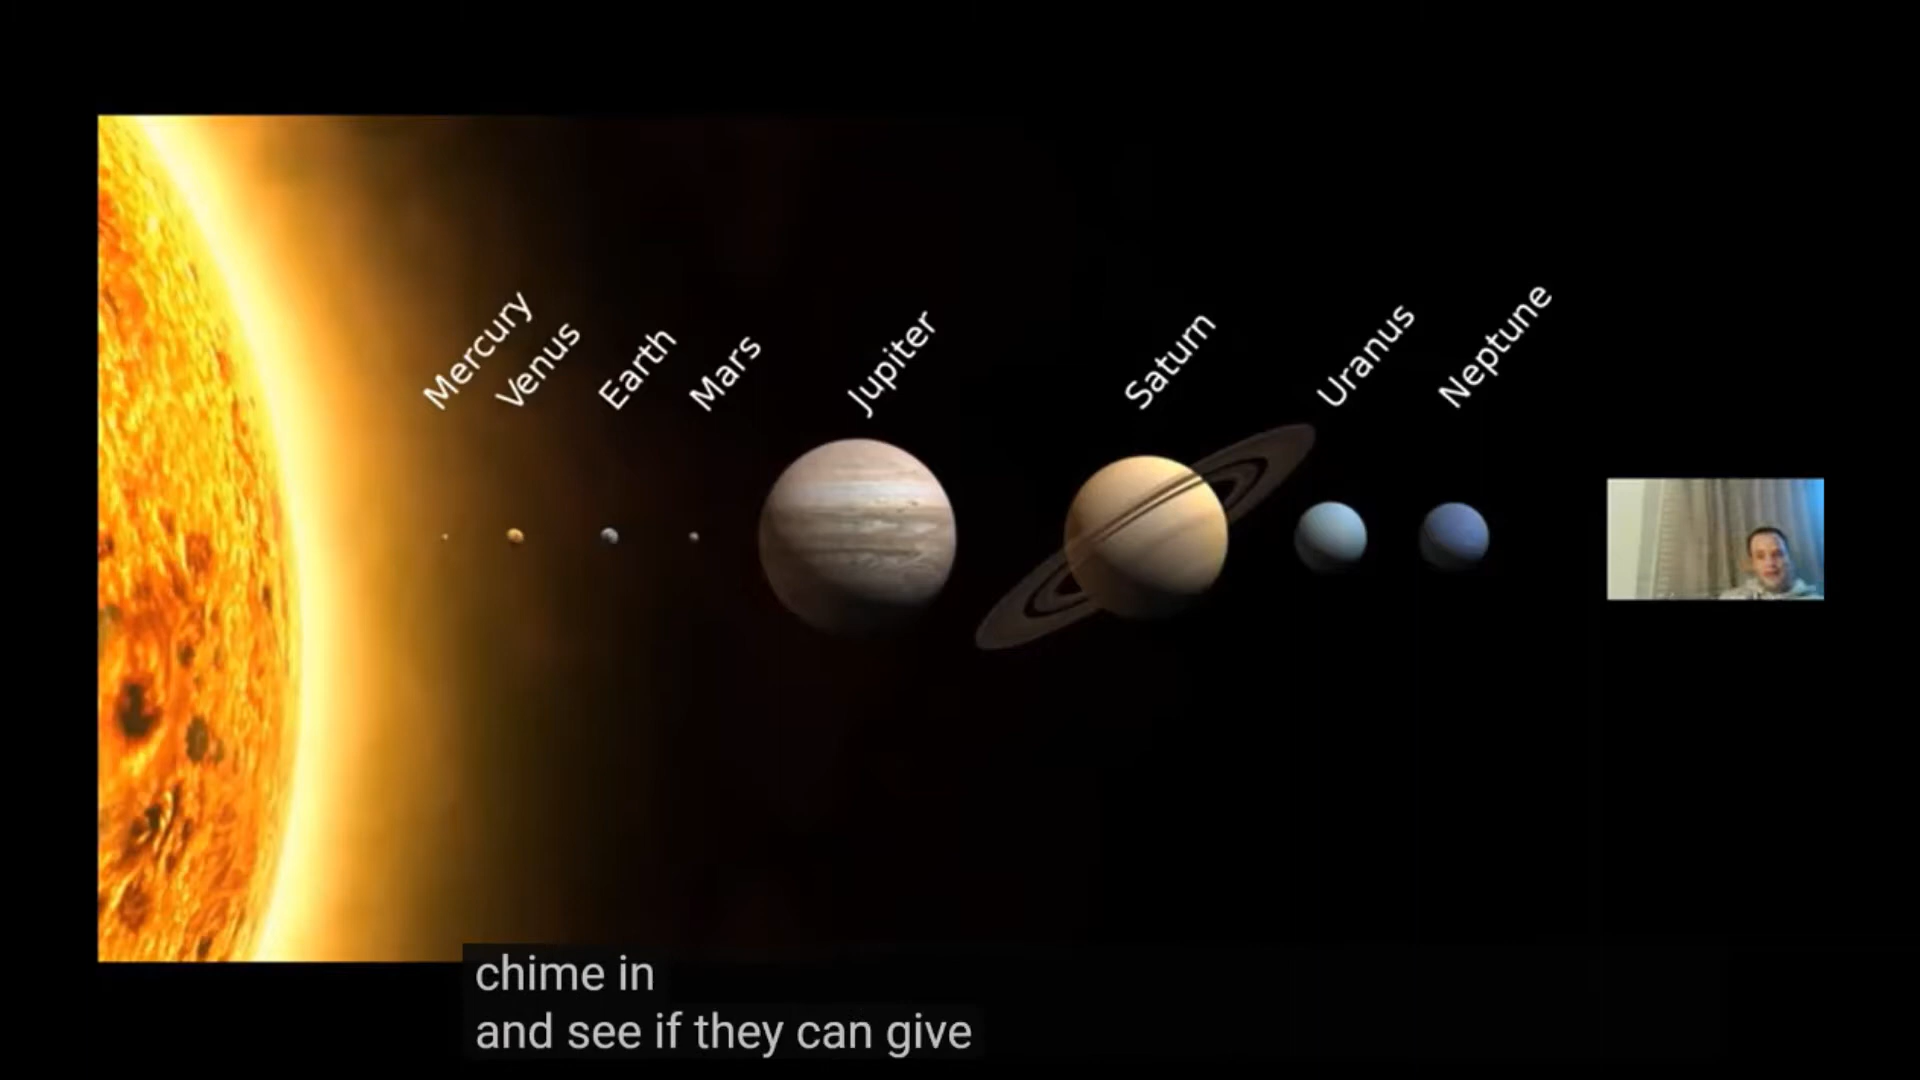 Mercury
Venus
Earth
Mars
Jupiter
Saturn
Uranus
Neptune
chime in
and see if they can give